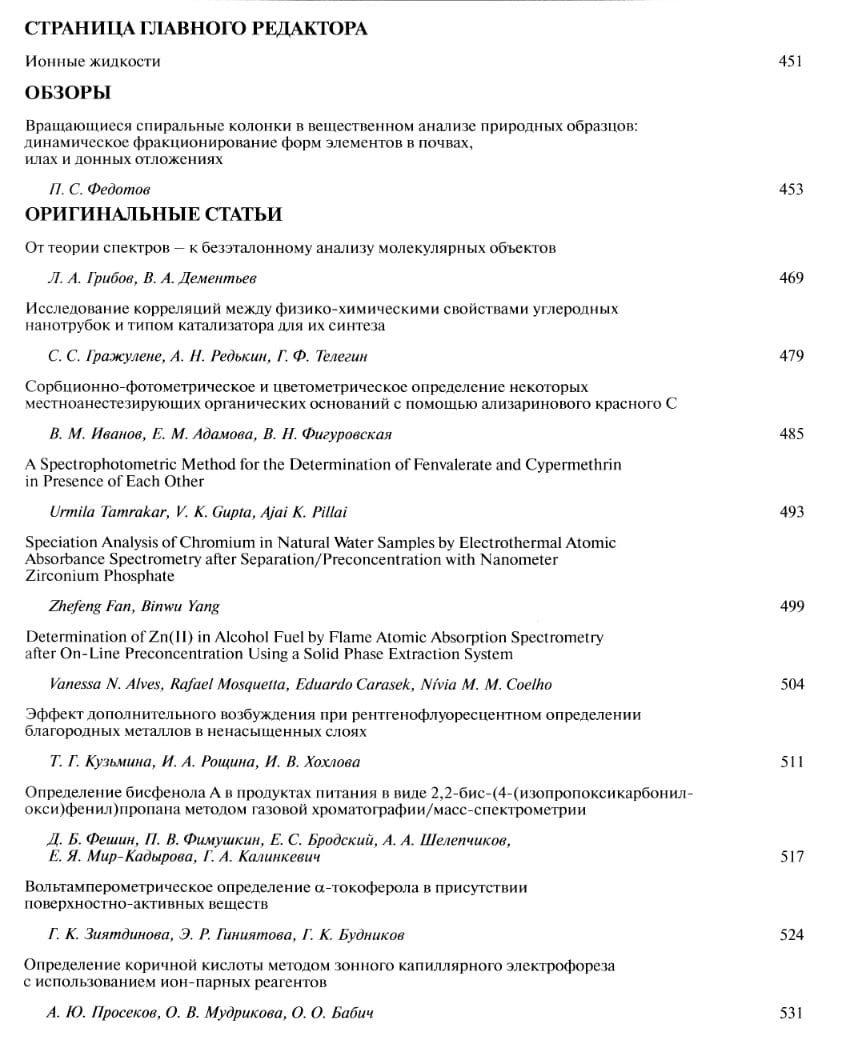 СТРАНИЦА ГЛАВНОГО РЕДАКТОРА
Ионные жидкости 451
ОБЗОРЫ
Вращающиеся спиральные колонки в вещественном анализе природных образцов:
динамическое фракционирование форм элементов в почвах,
илах и донных отложениях
П. С. Федотов 453
ОРИГИНАЛЬНЫЕ СТАТЬИ
От теории спектров – к безэталонному анализу молекулярных объектов
Л. А. Грибов, В. А. Дементьев 469
Исследование корреляций между физико-химическими свойствами углеродных
нанотрубок и типом катализатора для их синтеза
С. С. Гражулене, А. Н. Редькин, Г. Ф. Телегин 479
Сорбционно-фотометрическое и цветометрическое определение некоторых
местноанестезирующих органических оснований с помощью ализаринового красного С
В. М. Иванов, Е. М. Адамова, В. Н. Фигуровская 485
A Spectrophotometric Method for the Determination of Fenvalerate and Cypermethrin
in Presence of Each Other
Urmila Tamrakar, V. K. Gupta, Ajai K. Pillai 493
Speciation Analysis of Chromium in Natural Water Samples by Electrothermal Atomic
Absorbance Spectrometry after Separation/Preconcentration with Nanometer
Zirconium Phosphate
Zhefeng Fan, Binwu Yang 499
Determination of Zn(II) in Alcohol Fuel by Flame Atomic Absorption Spectrometry
after On-Line Preconcentration Using a Solid Phase Extraction System
Vanessa N. Alves, Rafael Mosquetta, Eduardo Carasek, Nívia M. M. Coelho 504
Эффект дополнительного возбуждения при рентгенофлуоресцентном определении
благородных металлов в ненасыщенных слоях
Т. Г. Кузьмина, И. А. Рощина, И. В. Хохлова 511
Определение бисфенола А в продуктах питания в виде 2,2-бис-(4-(изопропоксикарбонил-
окси)фенил)пропана методом газовой хроматографии/масс-спектрометрии
Д. Б. Фешин, П. В. Фимушкин, Е. С. Бродский, А. А. Шелепчиков,
Е. Я. Мир-Кадырова, Г. А. Калинкевич 517
Вольтамперометрическое определение α-токоферола в присутствии
поверхностно-активных веществ
Г. К. Зиятдинова, Э. Р. Гиниятова, Г. К. Будников 524
Определение коричной кислоты методом зонного капиллярного электрофореза
с использованием ион-парных реагентов
А. Ю. Просеков, О. В. Мудрикова, О. О. Бабич 531